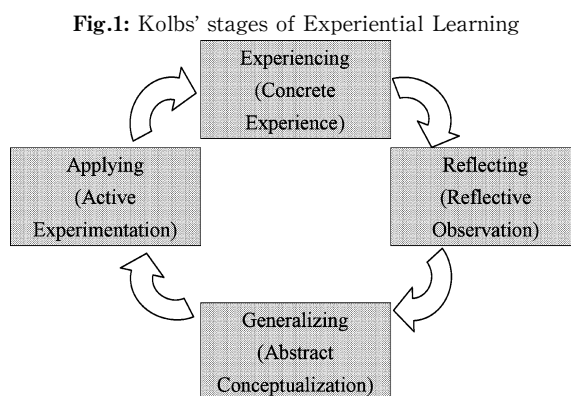 Fig.1: Kolbs' stages of Experiential Learning
Experiencing
(Concrete
Experience)
Applying
(Active
Experimentation)
Reflecting
(Reflective
Observation)
Generalizing
(Abstract
Conceptualization)